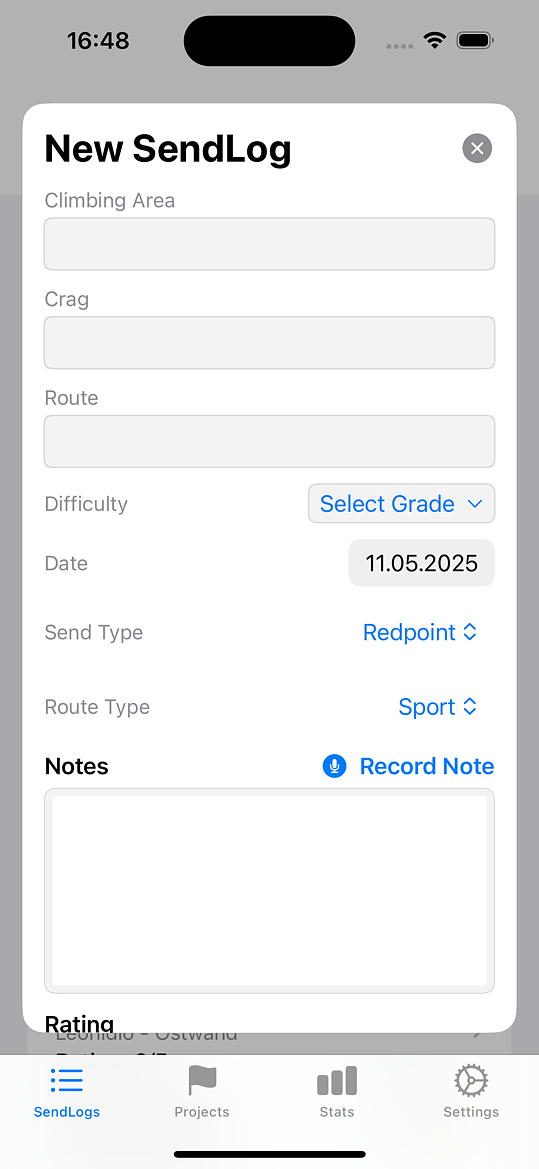 16:48
New SendLog
Climbing Area
Crag
Route
Difficulty Select Grade
Date 11.05.2025
Send Type Redpoint
Route Type Sport
Notes Record Note
Rating
Leonidio - Ostwand
SendLogs Projects Stats Settings